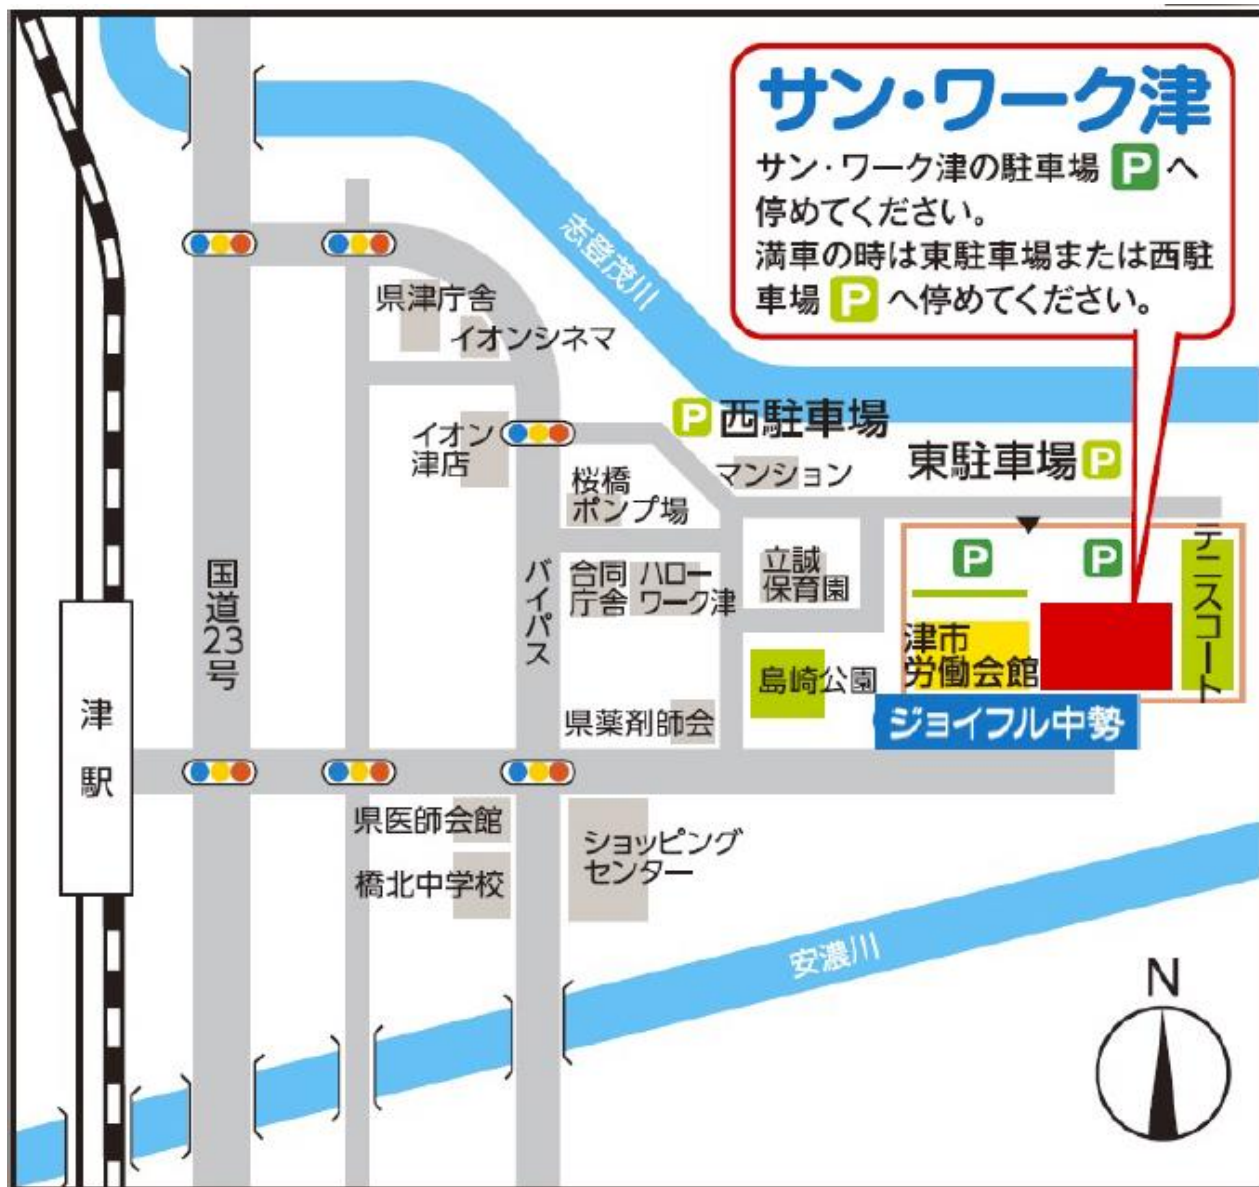 サン・ワーク津
サン・ワーク津の駐車場 P へ
停めてください。
満車の時は東駐車場または西駐
車場 P へ停めてください。
志登茂川
県津庁舎
イオンシネマ
P 西駐車場
イオン
津店
東駐車場 P
マンション
桜橋
ポンプ場
国道23号
バイパス
合同
庁舎
ハロー
ワーク津
立誠
保育園
P
P
テニスコート
津市
労働会館
島崎公園
県薬剤師会
ジョイフル中勢
津駅
県医師会館
橋北中学校
ショッピング
センター
安濃川
N